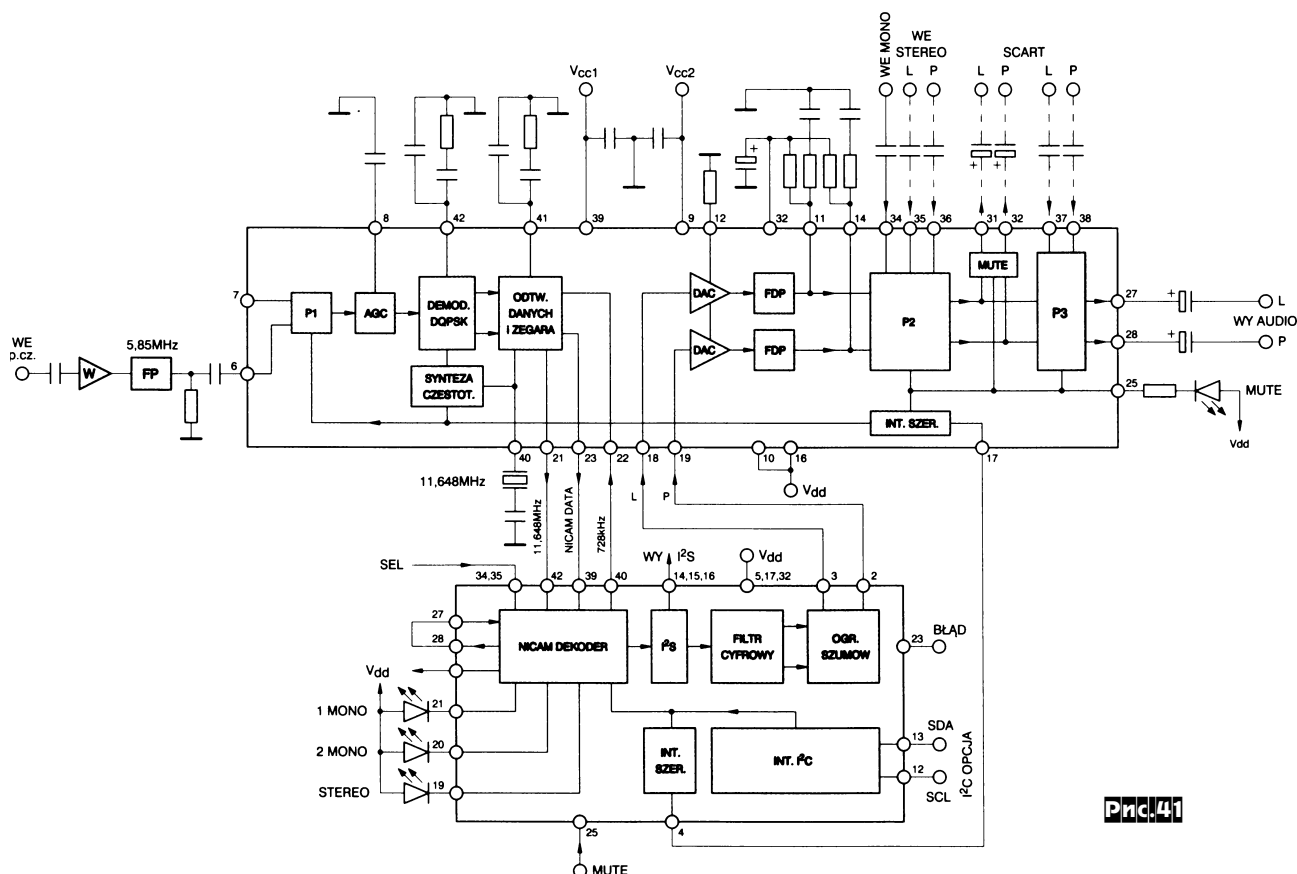 WE MONO
WE
STEREO
L P
SCART
L P L P
Vcc1
Vcc2
+
+ +
8
42
41
39
9
12
32
11
14
34
35
36
31
32
37
38
7
P1
AGC
DEMOD.
DQPSK
ODTW.
DANYCH
I ZEGARA
DAC
FDP
P2
MUTE
P3
27
+
L
WY AUDIO
28
+
P
WE
p.cz.
W
5,85MHz
FP
6
DAC
FDP
SYNTEZA
CZESTOT.
25
MUTE
Vdd
INT. SZER.
40
21
23
22
18
19
10
16
17
Vdd
11,648MHz
11,648MHz
NICAM DATA
728kHz
L
P
WY I²S
Vdd
SEL
34,35
42
39
40
14,15,16
5,17,32
3
2
27
28
NICAM DEKODER
I²S
FILTR
CYFROWY
OGR.
SZUMOW
23
BŁĄD
Vdd
1 MONO
21
2 MONO
20
STEREO
19
INT.
SZER.
INT. I²C
13
SDA
12
SCL
I²C OPCJA
25
4
MUTE
Рис.41